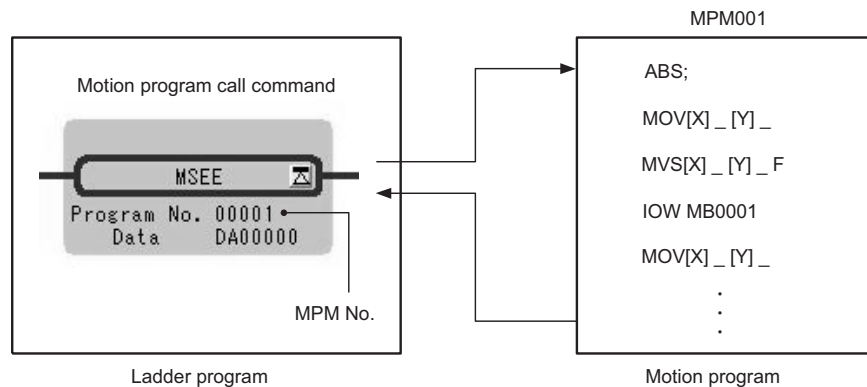 MPM001
Motion program call command
MSEE
Program No. 00001
Data DA00000
MPM No.
Ladder program
ABS;
MOV[X] _ [Y] _
MVS[X] _ [Y] _ F
IOW MB0001
MOV[X] _ [Y] _
.
.
.
Motion program